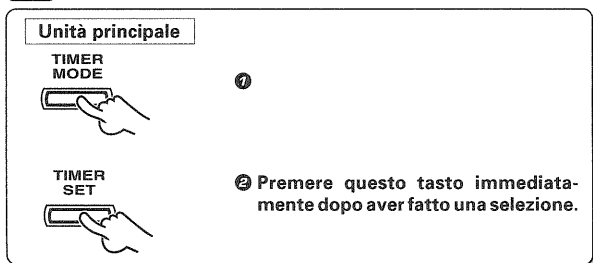 Unità principale
TIMER
MODE
❶
TIMER
SET
❷ Premere questo tasto immediata-
mente dopo aver fatto una selezione.